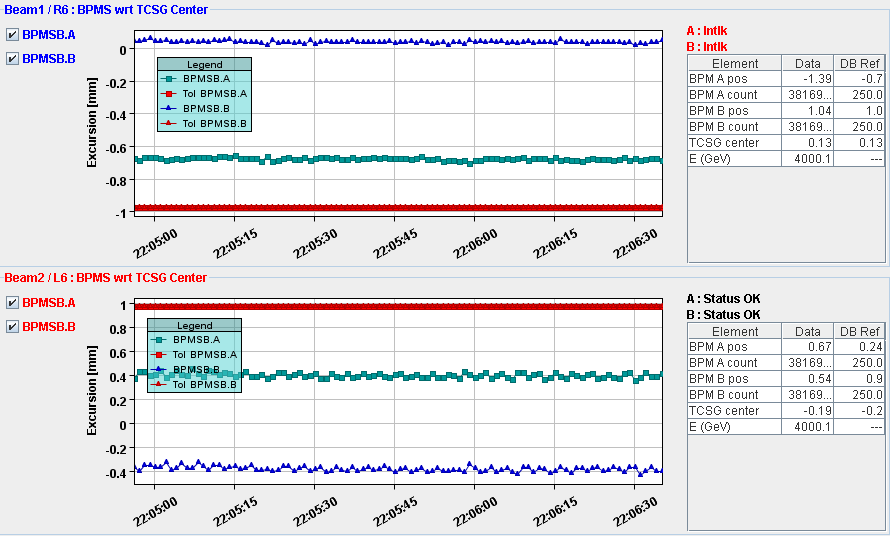 Beam1 / R6 : BPMS wrt TCSG Center
BPMSB.A
BPMSB.B
Excursion [mm]
0
-0.2
-0.4
-0.6
-0.8
-1
Legend
BPMSB.A
Tol BPMSB.A
BPMSB.B
Tol BPMSB.B
22:05:00
22:05:15
22:05:30
22:05:45
22:06:00
22:06:15
22:06:30
A : Intlk
B : Intlk
Element Data DB Ref
BPM A pos -1.39 -0.7
BPM A count 38169... 250.0
BPM B pos 1.04 1.0
BPM B count 38169... 250.0
TCSG center 0.13 0.13
E (GeV) 4000.1 ---
Beam2 / L6 : BPMS wrt TCSG Center
BPMSB.A
BPMSB.B
Excursion [mm]
1
0.8
0.6
0.4
0.2
0
-0.2
-0.4
Legend
BPMSB.A
Tol BPMSB.A
BPMSB.B
Tol BPMSB.B
22:05:00
22:05:15
22:05:30
22:05:45
22:06:00
22:06:15
22:06:30
A : Status OK
B : Status OK
Element Data DB Ref
BPM A pos 0.67 0.24
BPM A count 38169... 250.0
BPM B pos 0.54 0.9
BPM B count 38169... 250.0
TCSG center -0.19 -0.2
E (GeV) 4000.1 ---